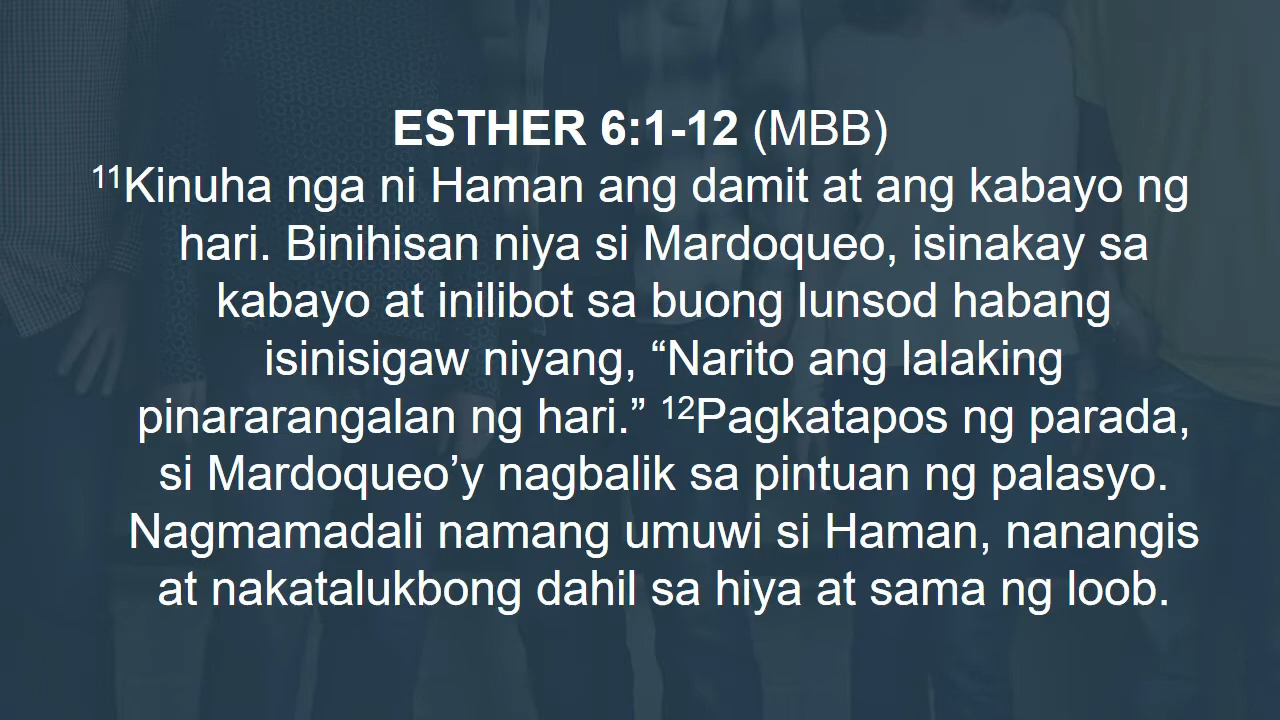 ESTHER 6:1-12 (MBB)
¹¹Kinuha nga ni Haman ang damit at ang kabayo ng
hari. Binihisan niya si Mardoqueo, isinakay sa
kabayo at inilibot sa buong lunsod habang
isinisigaw niyang, “Narito ang lalaking
pinararangalan ng hari.” ¹²Pagkatapos ng parada,
si Mardoqueo’y nagbalik sa pintuan ng palasyo.
Nagmamadali namang umuwi si Haman, nanangis
at nakatalukbong dahil sa hiya at sama ng loob.